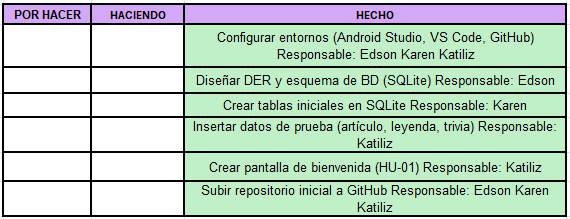 POR HACER HACIENDO HECHO
Configurar entornos (Android Studio, VS Code, GitHub)
Responsable: Edson Karen Katiliz
Diseñar DER y esquema de BD (SQLite) Responsable: Edson
Crear tablas iniciales en SQLite Responsable: Karen
Insertar datos de prueba (artículo, leyenda, trivia) Responsable:
Katiliz
Crear pantalla de bienvenida (HU-01) Responsable: Katiliz
Subir repositorio inicial a GitHub Responsable: Edson Karen
Katiliz